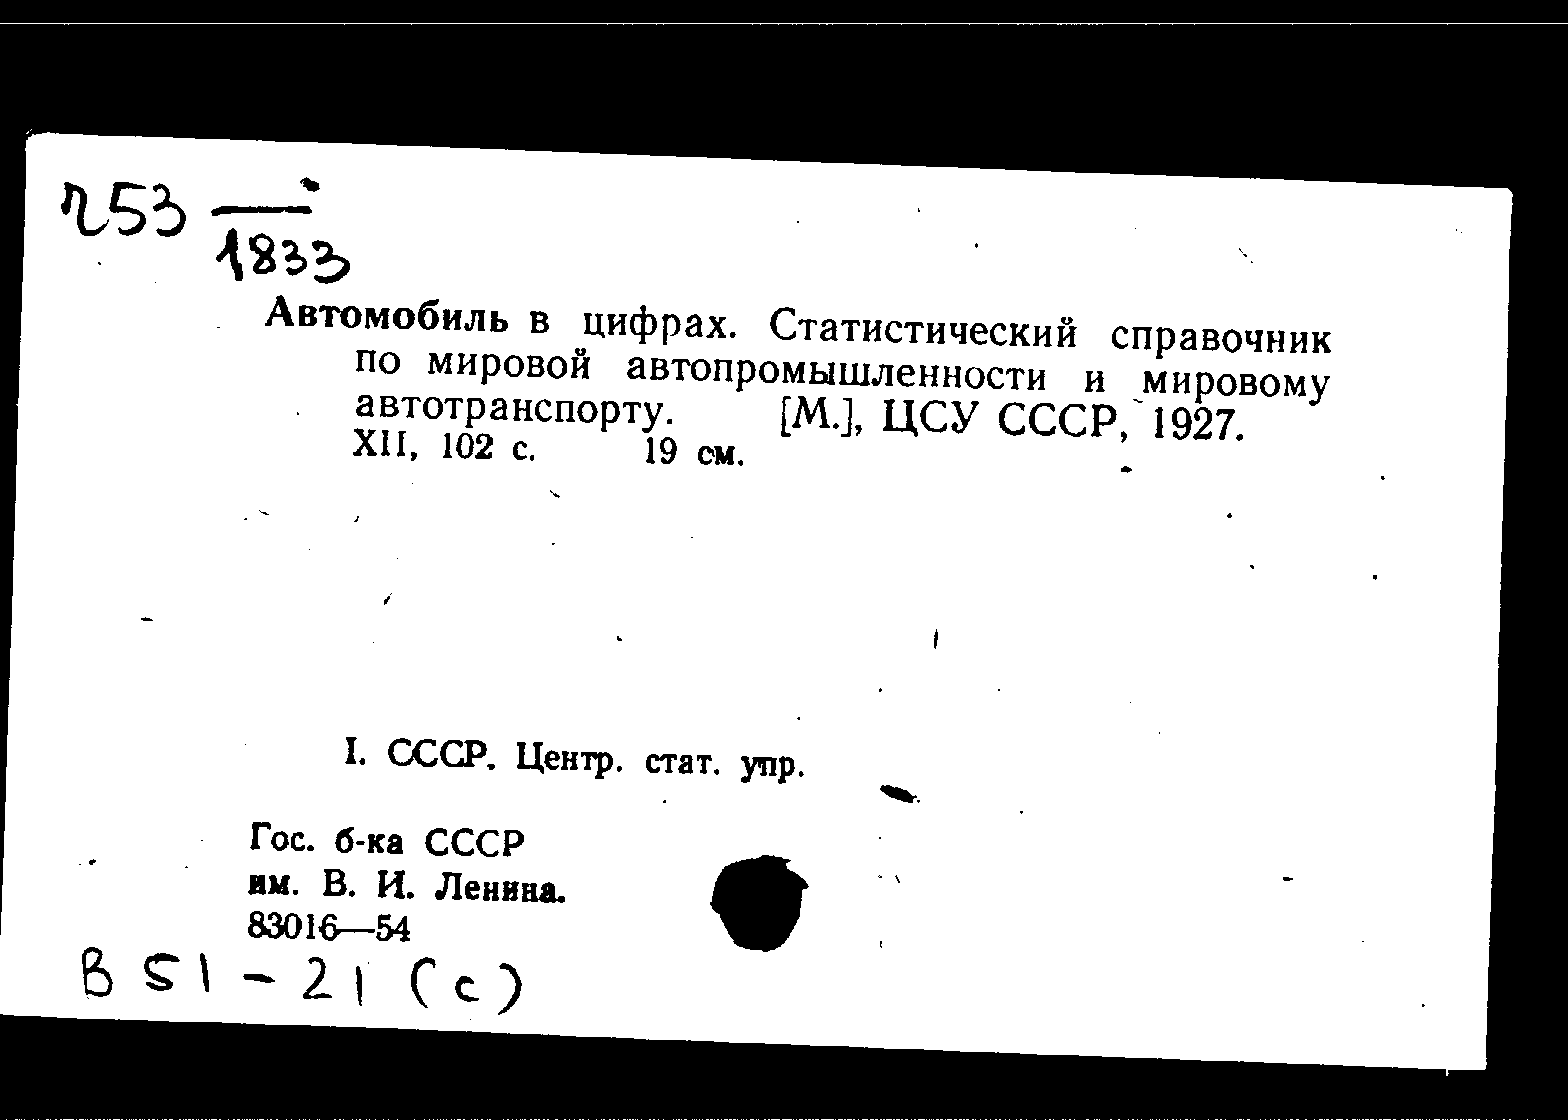 г53 —
1833
Автомобиль в цифрах. Статистический справочник
по мировой автопромышленности и мировому
автотранспорту. [М.], ЦСУ СССР, 1927.
XII, 102 с. 19 см.
I. СССР. Центр. стат. упр.
Гос. б-ка СССР
им. В. И. Ленина.
83016—54
В 51 – 21 (с)